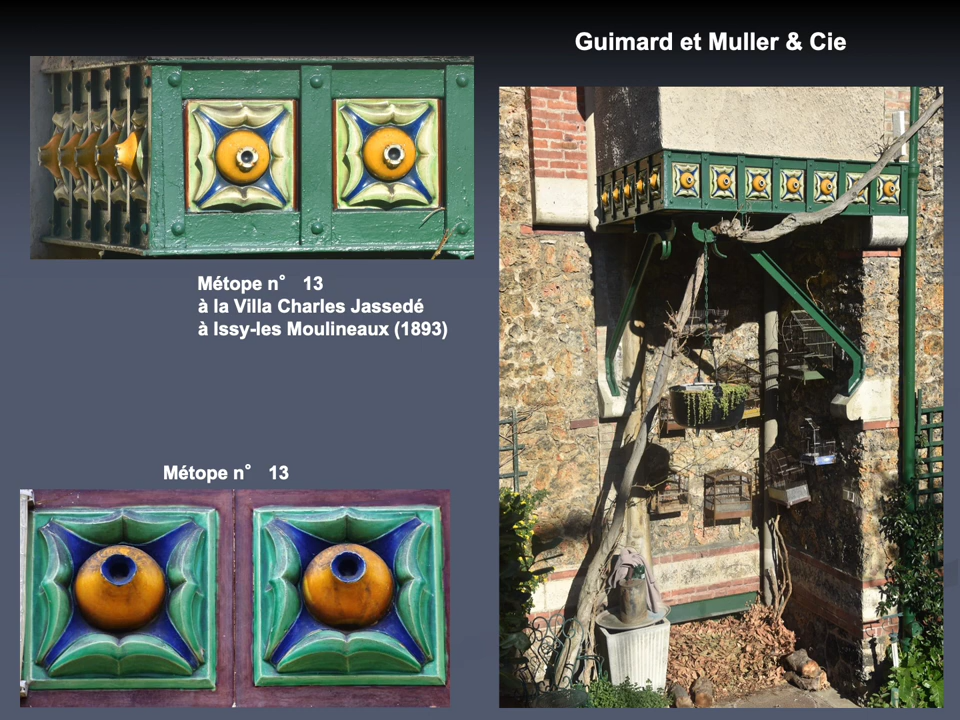 Guimard et Muller & Cie
Métope n° 13
à la Villa Charles Jassedé
à Issy-les Moulineaux (1893)
Métope n° 13